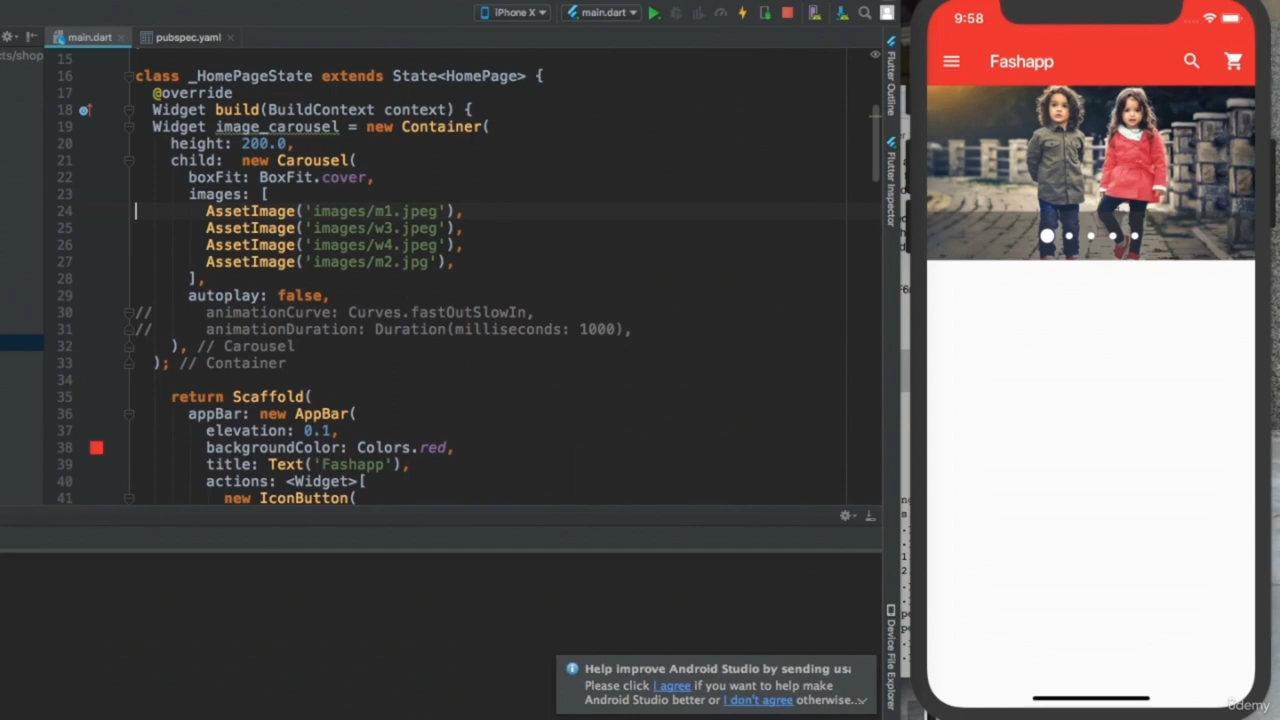 iPhone X
main.dart
main.dart
pubspec.yaml
cts/shop
15
16 class _HomePageState extends State<HomePage> {
17 @override
18 Widget build(BuildContext context) {
19 Widget image_carousel = new Container(
20 height: 200.0,
21 child:  new Carousel(
22 boxFit: BoxFit.cover,
23 images: [
24 AssetImage('images/m1.jpeg'),
25 AssetImage('images/w3.jpeg'),
26 AssetImage('images/w4.jpeg'),
27 AssetImage('images/m2.jpg'),
28 ],
29 autoplay: false,
30 //      animationCurve: Curves.fastOutSlowIn,
31 //      animationDuration: Duration(milliseconds: 1000),
32 ), // Carousel
33 ); // Container
34
35 return Scaffold(
36 appBar: new AppBar(
37 elevation: 0.1,
38 backgroundColor: Colors.red,
39 title: Text('Fashapp'),
40 actions: <Widget>[
41 new IconButton(
Flutter Outline
Flutter Inspector
Device File Explorer
Help improve Android Studio by sending usa
Please click I agree if you want to help make
Android Studio better or I don't agree otherwise...
9:58
Fashapp
ûdemy